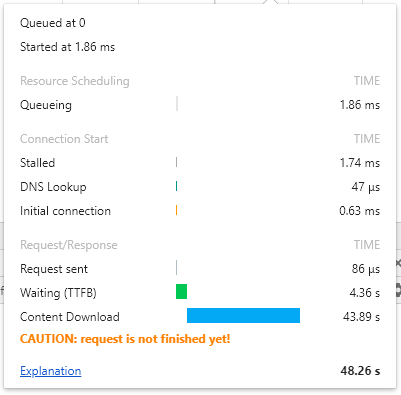 Queued at 0
Started at 1.86 ms
Resource Scheduling TIME
Queueing 1.86 ms
Connection Start TIME
Stalled 1.74 ms
DNS Lookup 47 µs
Initial connection 0.63 ms
Request/Response TIME
Request sent 86 µs
Waiting (TTFB) 4.36 s
Content Download 43.89 s
CAUTION: request is not finished yet!
Explanation 48.26 s